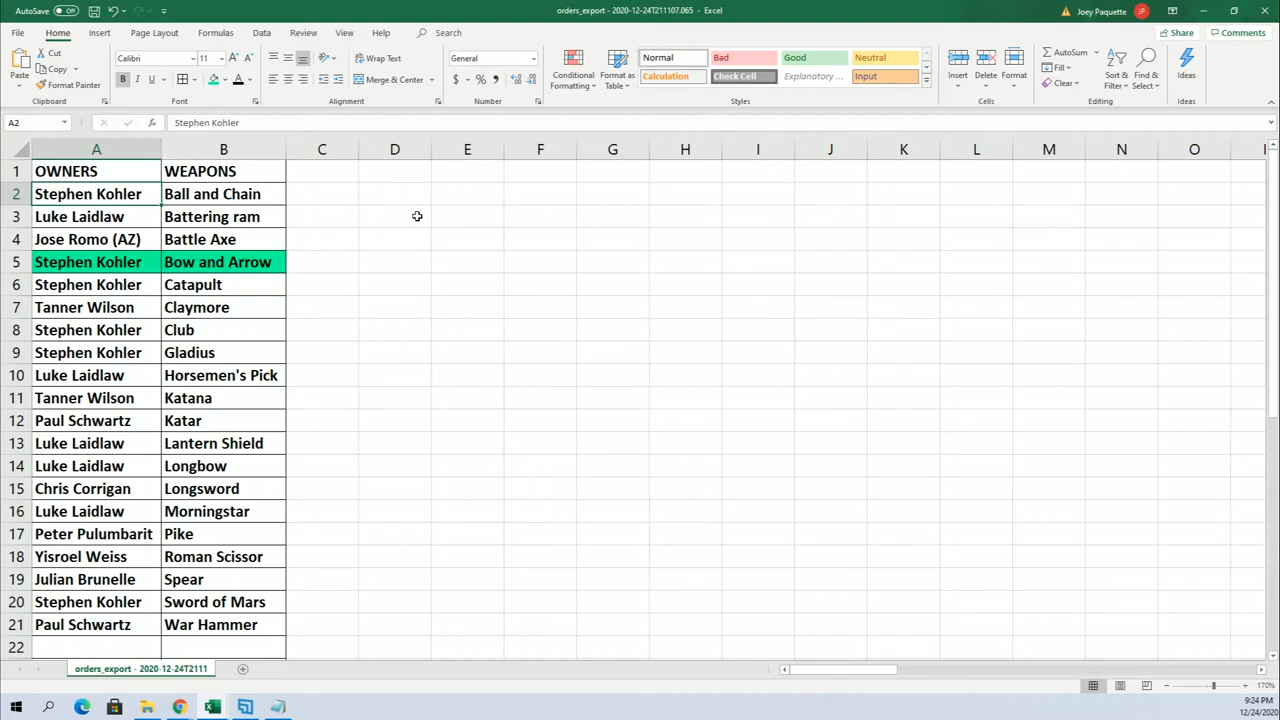 AutoSave Off orders_export - 2020-12-24T211107.065 - Excel Joey Paquette JP
File Home Insert Page Layout Formulas Data Review View Help Search Share Comments
Paste Cut Copy Format Painter Clipboard
Calibri 11 B I U Font
Wrap Text Merge & Center Alignment
General $ % Number
Conditional Formatting Format as Table
Normal Bad Good Neutral
Calculation Check Cell Explanatory ... Input
Styles
Insert Delete Format Cells
AutoSum Fill Clear Sort & Filter Find & Select Editing
Ideas Ideas
A2 fx Stephen Kohler
A B C D E F G H I J K L M N O
1 OWNERS WEAPONS
2 Stephen Kohler Ball and Chain
3 Luke Laidlaw Battering ram
4 Jose Romo (AZ) Battle Axe
5 Stephen Kohler Bow and Arrow
6 Stephen Kohler Catapult
7 Tanner Wilson Claymore
8 Stephen Kohler Club
9 Stephen Kohler Gladius
10 Luke Laidlaw Horsemen's Pick
11 Tanner Wilson Katana
12 Paul Schwartz Katar
13 Luke Laidlaw Lantern Shield
14 Luke Laidlaw Longbow
15 Chris Corrigan Longsword
16 Luke Laidlaw Morningstar
17 Peter Pulumbarit Pike
18 Yisroel Weiss Roman Scissor
19 Julian Brunelle Spear
20 Stephen Kohler Sword of Mars
21 Paul Schwartz War Hammer
22
orders_export - 2020-12-24T2111
170%
9:24 PM
12/24/2020